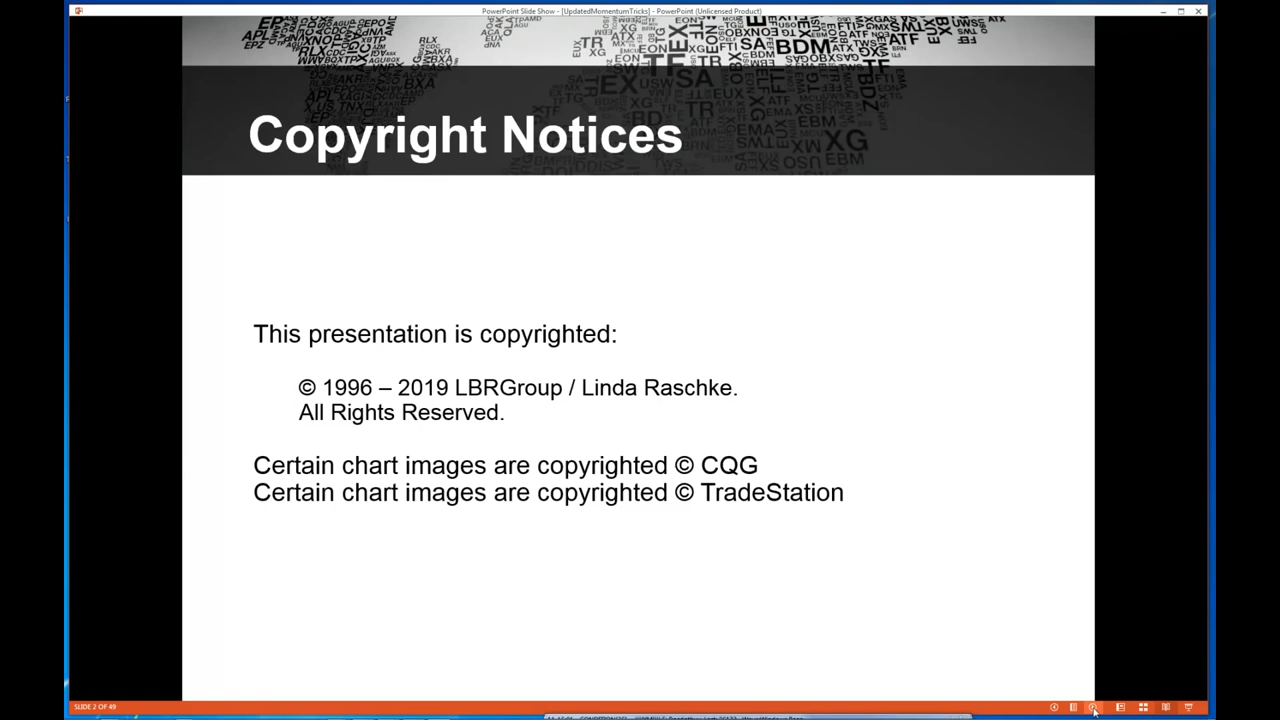 PowerPoint Slide Show - [UpdatedMomentumTricks] - PowerPoint (Unlicensed Product)
Copyright Notices
This presentation is copyrighted:
© 1996 – 2019 LBRGroup / Linda Raschke.
All Rights Reserved.
Certain chart images are copyrighted © CQG
Certain chart images are copyrighted © TradeStation
SLIDE 2 OF 49